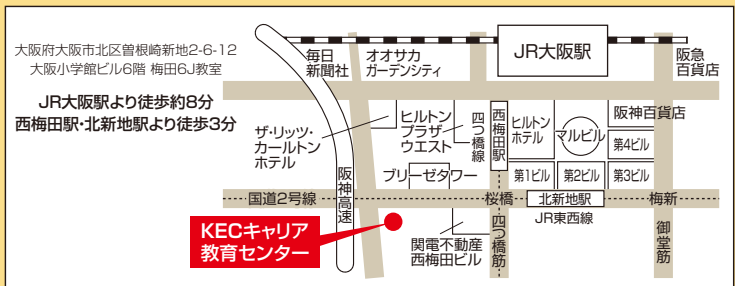 大阪府大阪市北区曽根崎新地2-6-12
大阪小学館ビル6階 梅田6J教室
JR大阪駅より徒歩約8分
西梅田駅・北新地駅より徒歩3分
毎日
新聞社
オオサカ
ガーデンシティ
JR大阪駅
阪急
百貨店
ザ・リッツ・
カールトン
ホテル
ヒルトン
プラザ
ウエスト
四つ橋線
西梅田駅
ヒルトン
ホテル
マルビル
阪神百貨店
第4ビル
ブリーゼタワー
第1ビル
第2ビル
第3ビル
阪神高速
国道2号線
桜橋
北新地駅
梅新
JR東西線
KECキャリア
教育センター
関電不動産
西梅田ビル
四つ橋筋
御堂筋